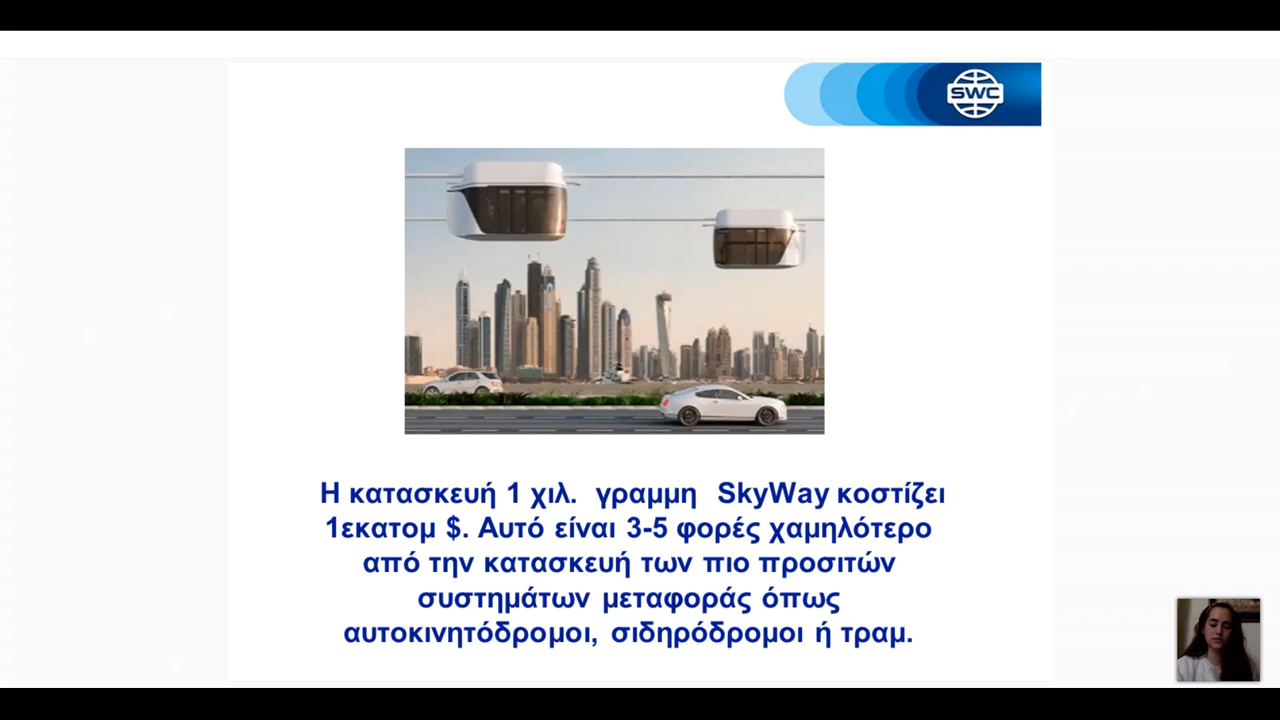 SWC
Η κατασκευή 1 χιλ. γραμμη SkyWay κοστίζει
1εκατομ $. Αυτό είναι 3-5 φορές χαμηλότερο
από την κατασκευή των πιο προσιτών
συστημάτων μεταφοράς όπως
αυτοκινητόδρομοι, σιδηρόδρομοι ή τραμ.